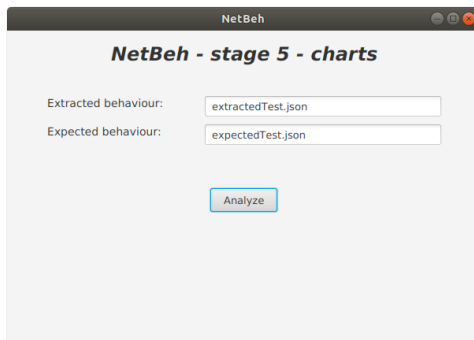 NetBeh
NetBeh - stage 5 - charts
Extracted behaviour: extractedTest.json
Expected behaviour: expectedTest.json
Analyze